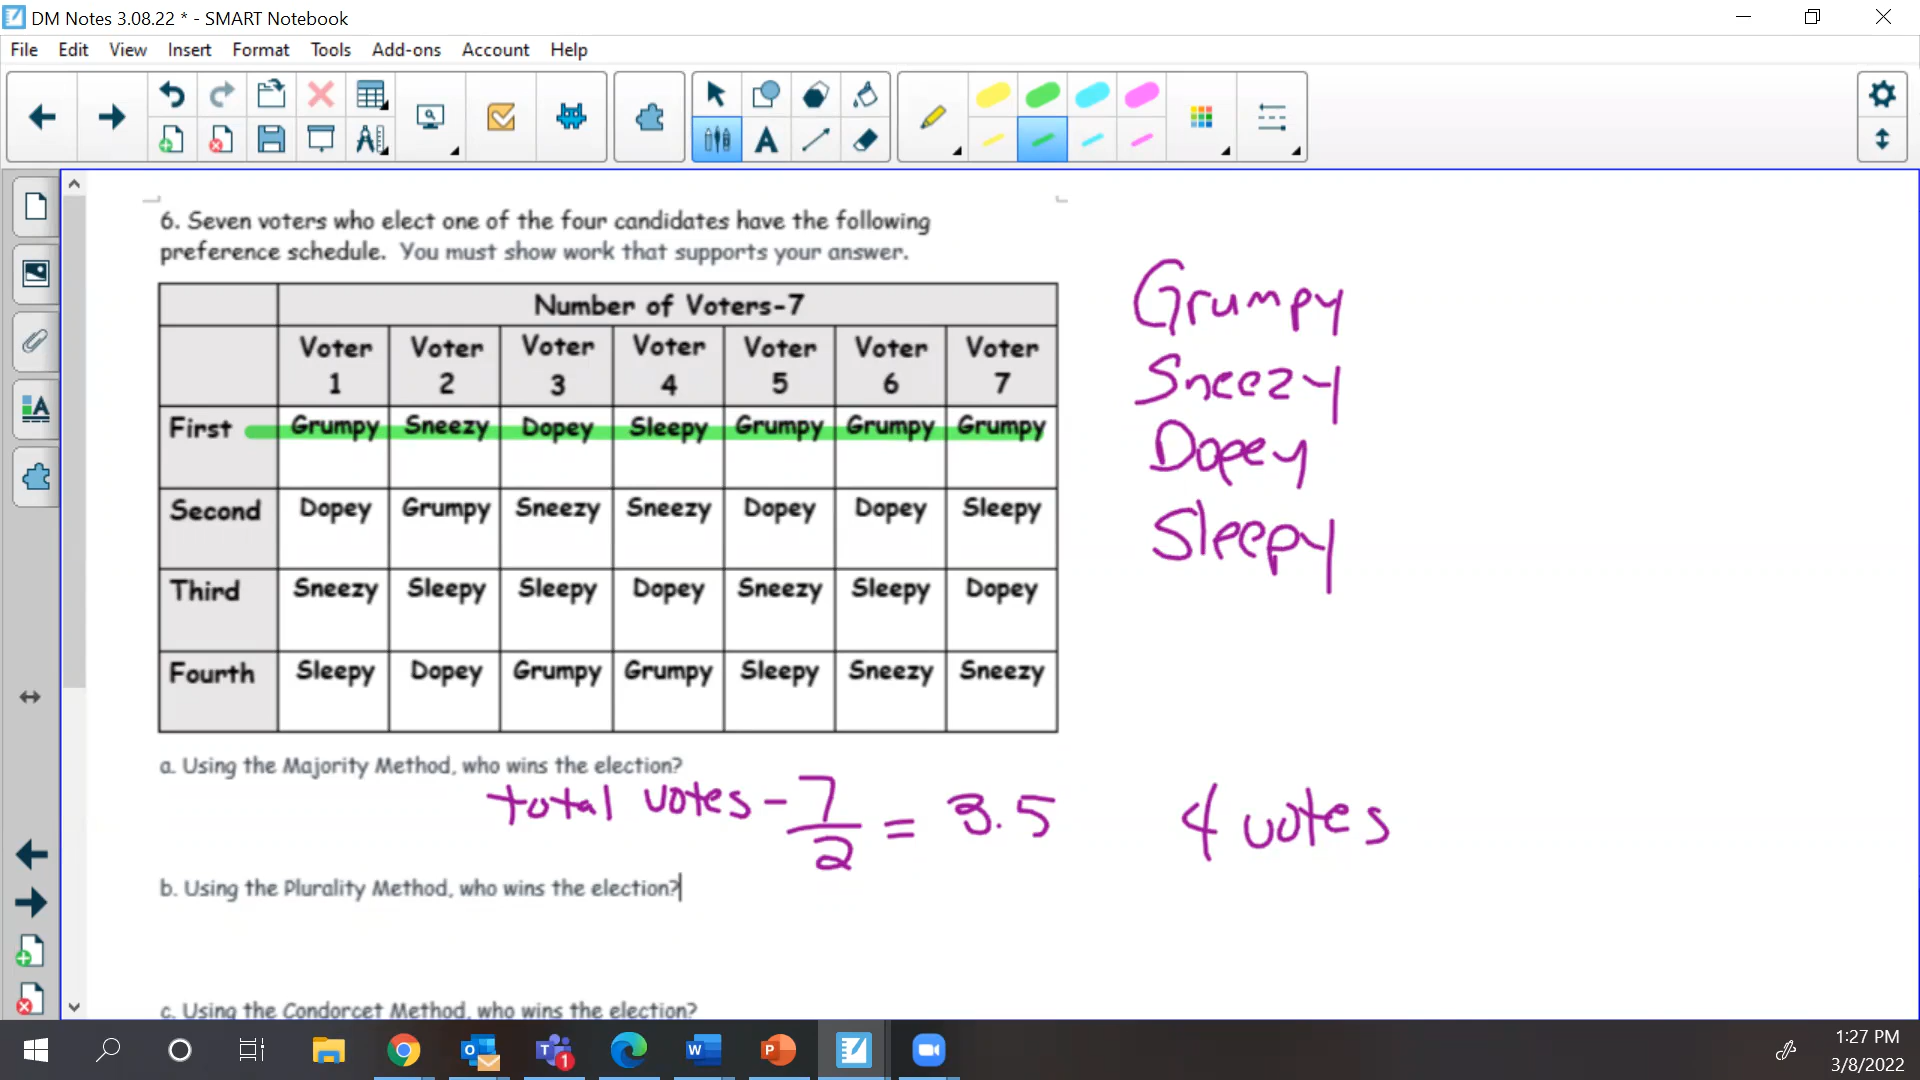 DM Notes 3.08.22 * - SMART Notebook
File Edit View Insert Format Tools Add-ons Account Help
6. Seven voters who elect one of the four candidates have the following
preference schedule. You must show work that supports your answer.
Number of Voters-7
Voter 1 Voter 2 Voter 3 Voter 4 Voter 5 Voter 6 Voter 7
First Grumpy Sneezy Dopey Sleepy Grumpy Grumpy Grumpy
Second Dopey Grumpy Sneezy Sneezy Dopey Dopey Sleepy
Third Sneezy Sleepy Sleepy Dopey Sneezy Sleepy Dopey
Fourth Sleepy Dopey Grumpy Grumpy Sleepy Sneezy Sneezy
Grumpy
Sneezy
Dopey
Sleepy
a. Using the Majority Method, who wins the election?
total votes - 7/2 = 3.5 4 votes
b. Using the Plurality Method, who wins the election?
c. Using the Condorcet Method, who wins the election?
1:27 PM
3/8/2022